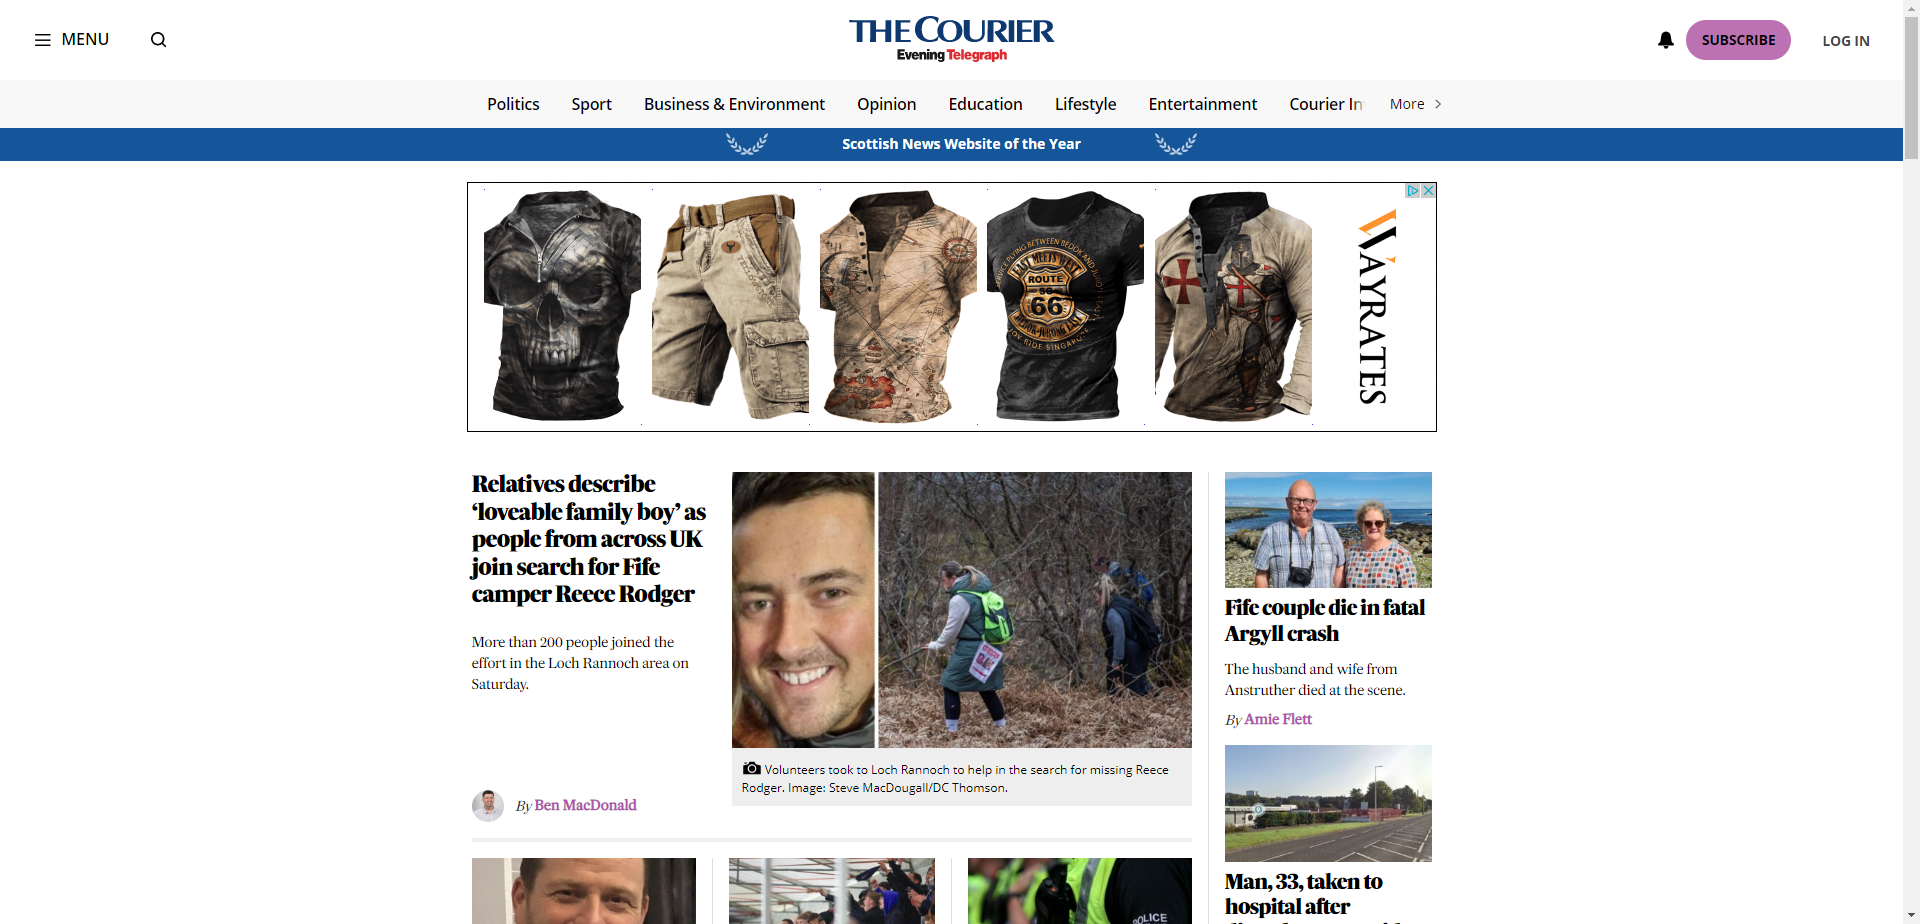 MENU
THE COURIER
Evening Telegraph
SUBSCRIBE
LOG IN
Politics
Sport
Business & Environment
Opinion
Education
Lifestyle
Entertainment
Courier In
More
Scottish News Website of the Year
EAST MEETS WEST
ROUTE
66
WAYRATES
Relatives describe
‘loveable family boy’ as
people from across UK
join search for Fife
camper Reece Rodger
More than 200 people joined the
effort in the Loch Rannoch area on
Saturday.
By Ben MacDonald
Volunteers took to Loch Rannoch to help in the search for missing Reece
Rodger. Image: Steve MacDougall/DC Thomson.
Fife couple die in fatal
Argyll crash
The husband and wife from
Anstruther died at the scene.
By Amie Flett
Man, 33, taken to
hospital after
POLICE